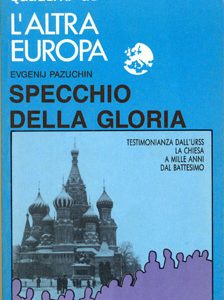 L'ALTRA
EUROPA
EVGENIJ PAZUCHIN
SPECCHIO
DELLA GLORIA
TESTIMONIANZA DALL'URSS
LA CHIESA
A MILLE ANNI
DAL BATTESIMO